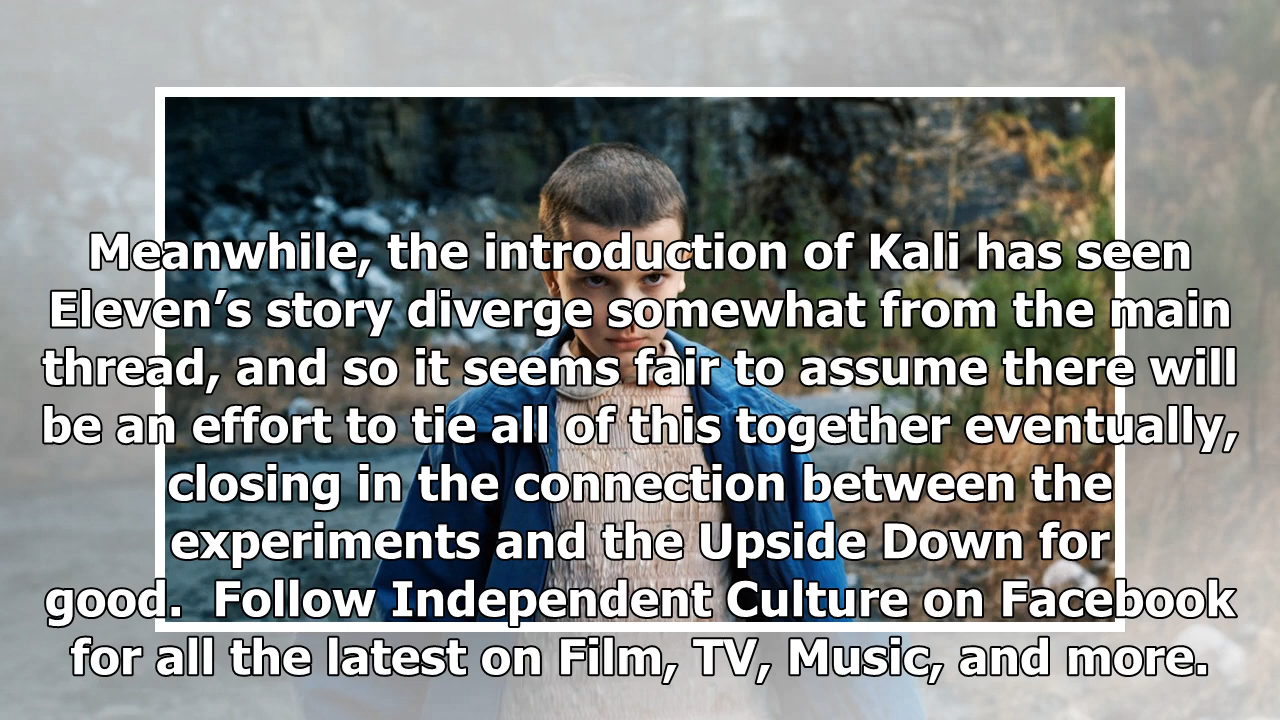 Meanwhile, the introduction of Kali has seen
Eleven’s story diverge somewhat from the main
thread, and so it seems fair to assume there will
be an effort to tie all of this together eventually,
closing in the connection between the
experiments and the Upside Down for
good.  Follow Independent Culture on Facebook
for all the latest on Film, TV, Music, and more.